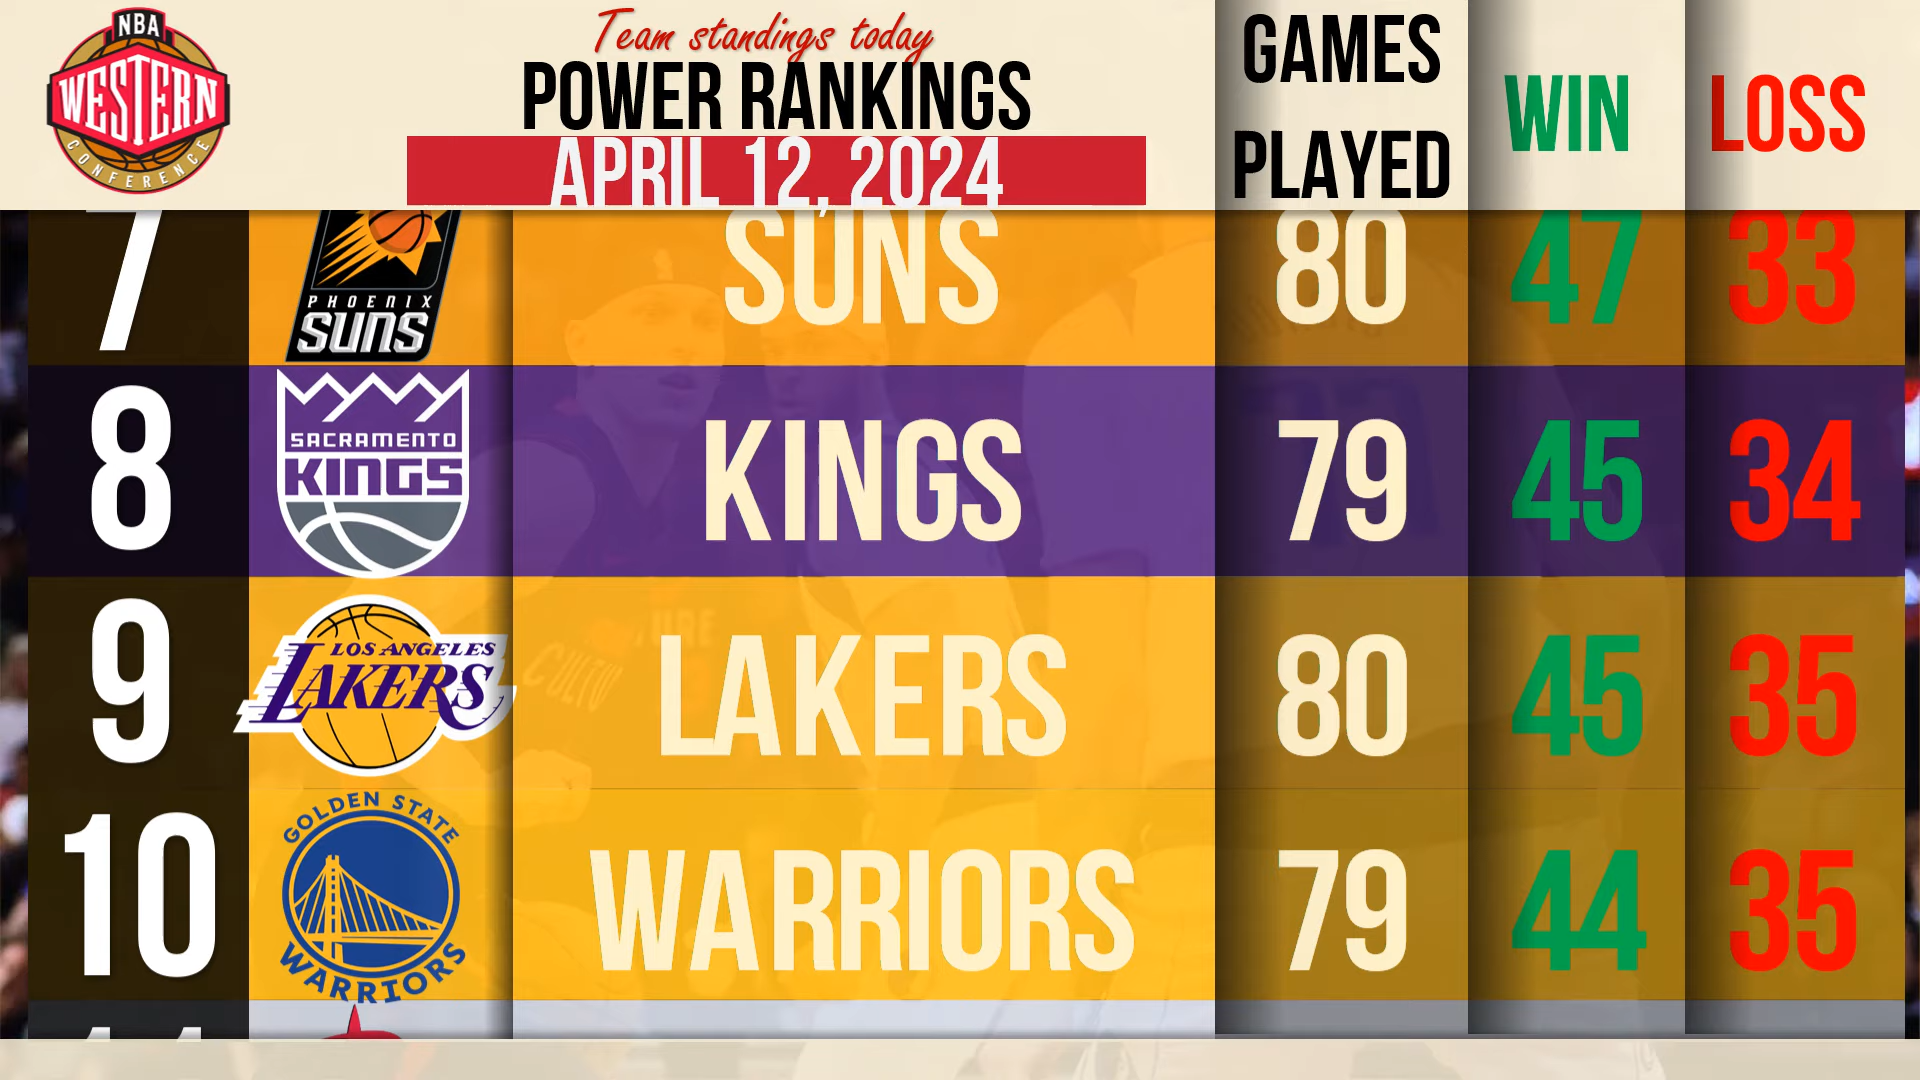 NBA
WESTERN
CONFERENCE
Team standings today
POWER RANKINGS
APRIL 12, 2024
GAMES
PLAYED
WIN
LOSS
7
PHOENIX
SUNS
SUNS
80
47
33
8
SACRAMENTO
KINGS
KINGS
79
45
34
9
LOS ANGELES
LAKERS
LAKERS
80
45
35
10
GOLDEN STATE
WARRIORS
WARRIORS
79
44
35